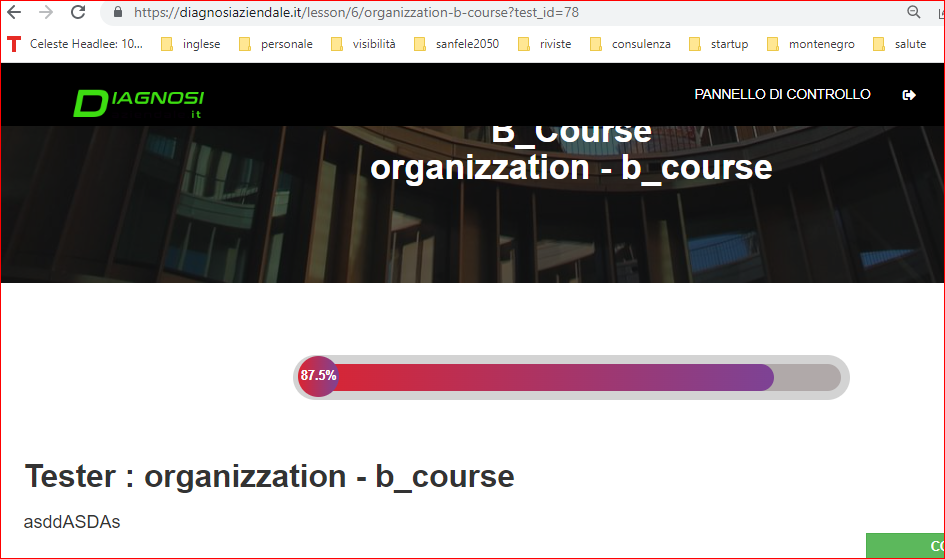 https://diagnosiaziendale.it/lesson/6/organizzation-b-course?test_id=78
Celeste Headlee: 10... inglese personale visibilità sanfele2050 riviste consulenza startup montenegro salute
DIAGNOSI
it
PANNELLO DI CONTROLLO
B_Course
organizzation - b_course
87.5%
Tester : organizzation - b_course
asddASDAs